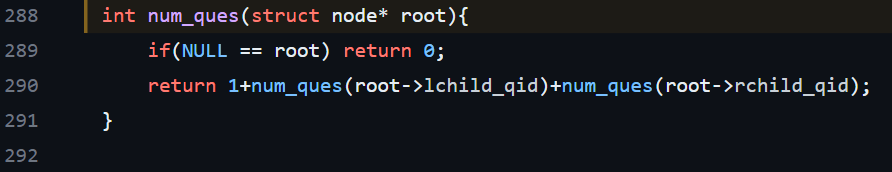 288 int num_ques(struct node* root){
289 if(NULL == root) return 0;
290 return 1+num_ques(root->lchild_qid)+num_ques(root->rchild_qid);
291 }
292